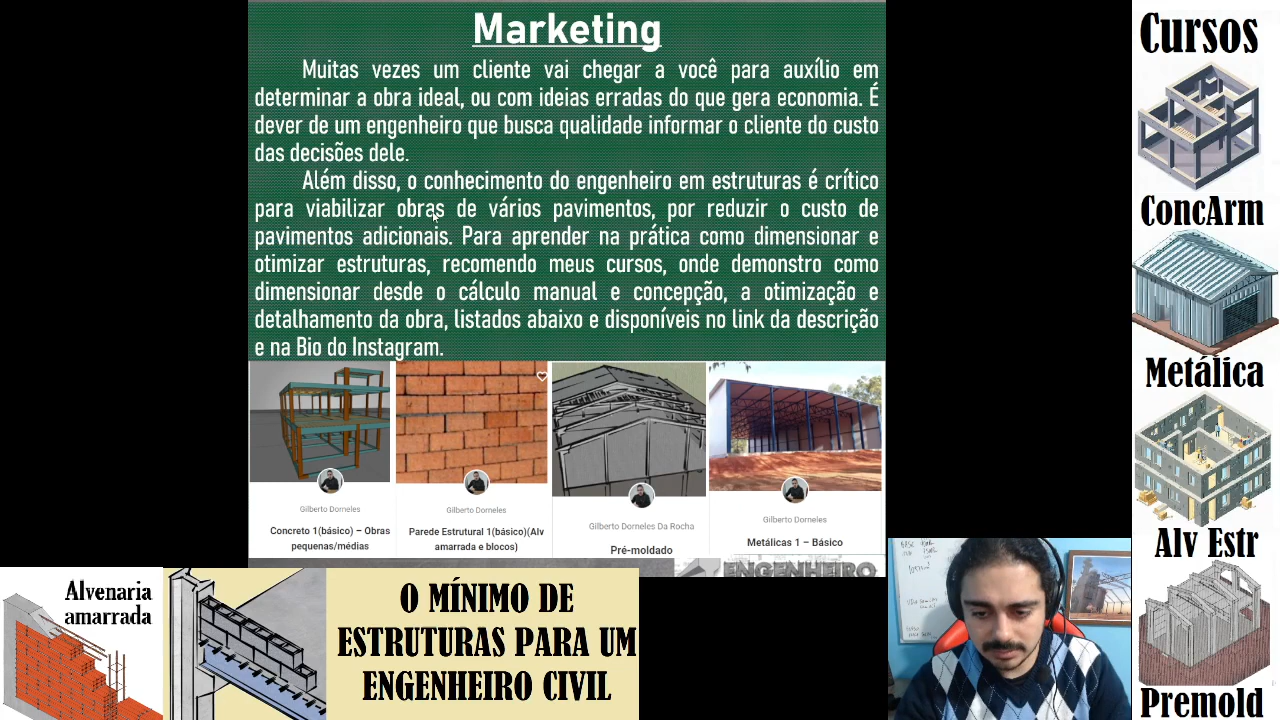 Marketing
Muitas vezes um cliente vai chegar a você para auxílio em
determinar a obra ideal, ou com ideias erradas do que gera economia. É
dever de um engenheiro que busca qualidade informar o cliente do custo
das decisões dele.
Além disso, o conhecimento do engenheiro em estruturas é crítico
para viabilizar obras de vários pavimentos, por reduzir o custo de
pavimentos adicionais. Para aprender na prática como dimensionar e
otimizar estruturas, recomendo meus cursos, onde demonstro como
dimensionar desde o cálculo manual e concepção, a otimização e
detalhamento da obra, listados abaixo e disponíveis no link da descrição
e na Bio do Instagram.
Gilberto Dorneles
Concreto 1(básico) – Obras
pequenas/médias
Gilberto Dorneles
Parede Estrutural 1(básico)(Alv
amarrada e blocos)
Gilberto Dorneles Da Rocha
Pré-moldado
Gilberto Dorneles
Metálicas 1 – Básico
ENGENHEIRO
Alvenaria
amarrada
O MÍNIMO DE
ESTRUTURAS PARA UM
ENGENHEIRO CIVIL
Cursos
ConcArm
Metálica
Alv Estr
Premold